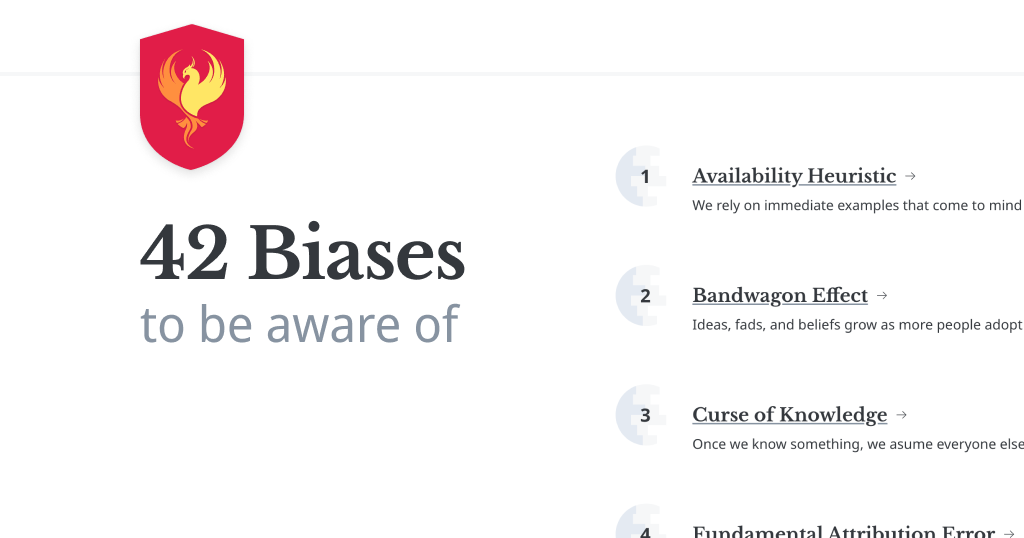 42 Biases
to be aware of
1
Availability Heuristic →
We rely on immediate examples that come to mind
2
Bandwagon Effect →
Ideas, fads, and beliefs grow as more people adopt
3
Curse of Knowledge →
Once we know something, we asume everyone else
4
Fundamental Attribution Error →